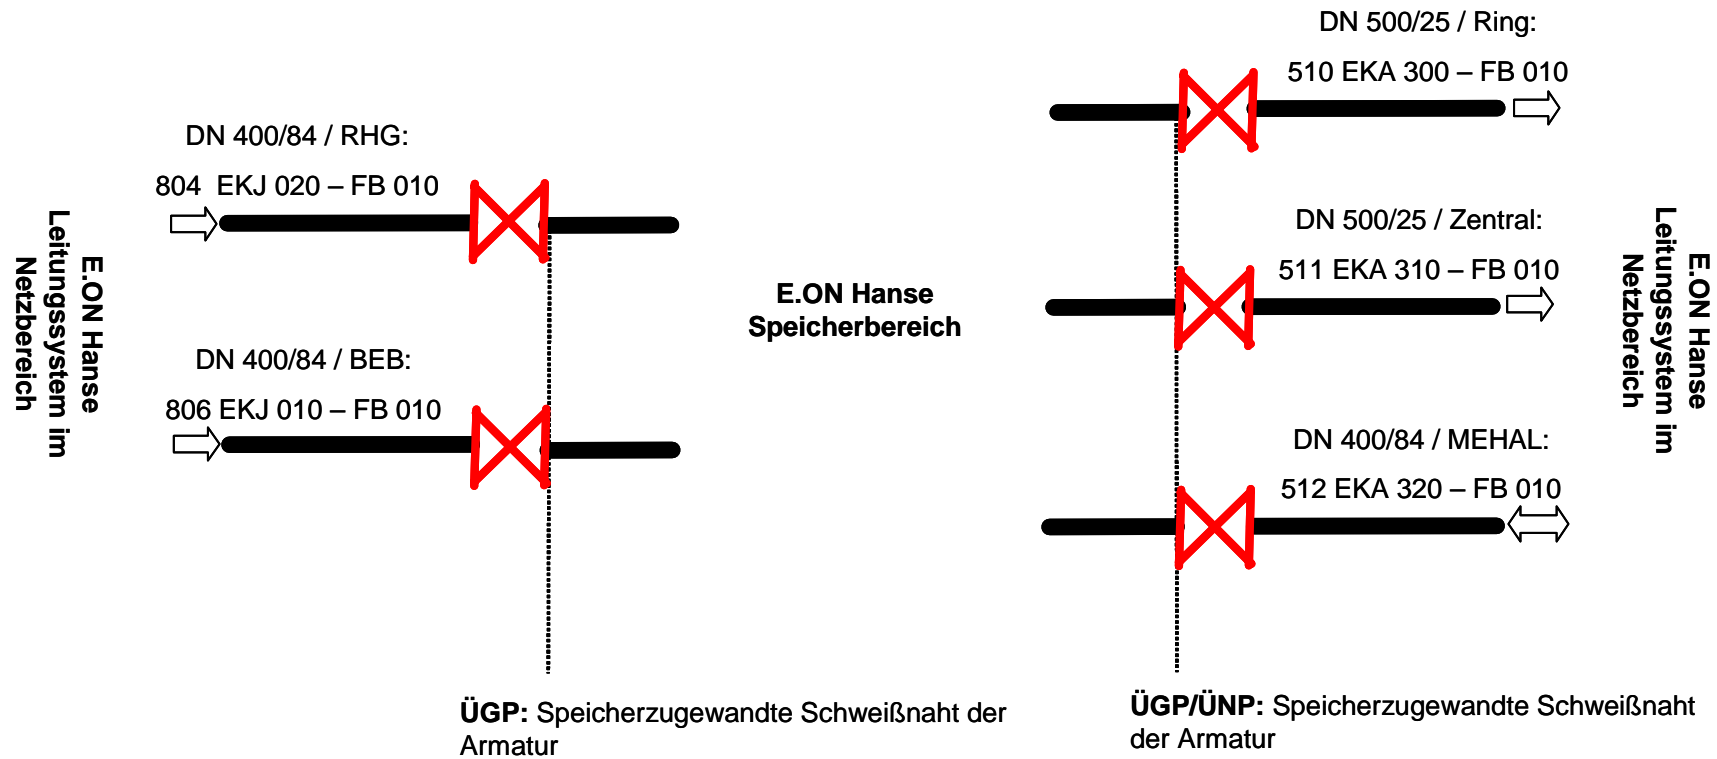 E.ON Hanse
Leitungssystem im
Netzbereich
DN 400/84 / RHG:
804 EKJ 020 – FB 010
DN 400/84 / BEB:
806 EKJ 010 – FB 010
ÜGP: Speicherzugewandte Schweißnaht der
Armatur
E.ON Hanse
Speicherbereich
DN 500/25 / Ring:
510 EKA 300 – FB 010
DN 500/25 / Zentral:
511 EKA 310 – FB 010
DN 400/84 / MEHAL:
512 EKA 320 – FB 010
ÜGP/ÜNP: Speicherzugewandte Schweißnaht
der Armatur
E.ON Hanse
Leitungssystem im
Netzbereich